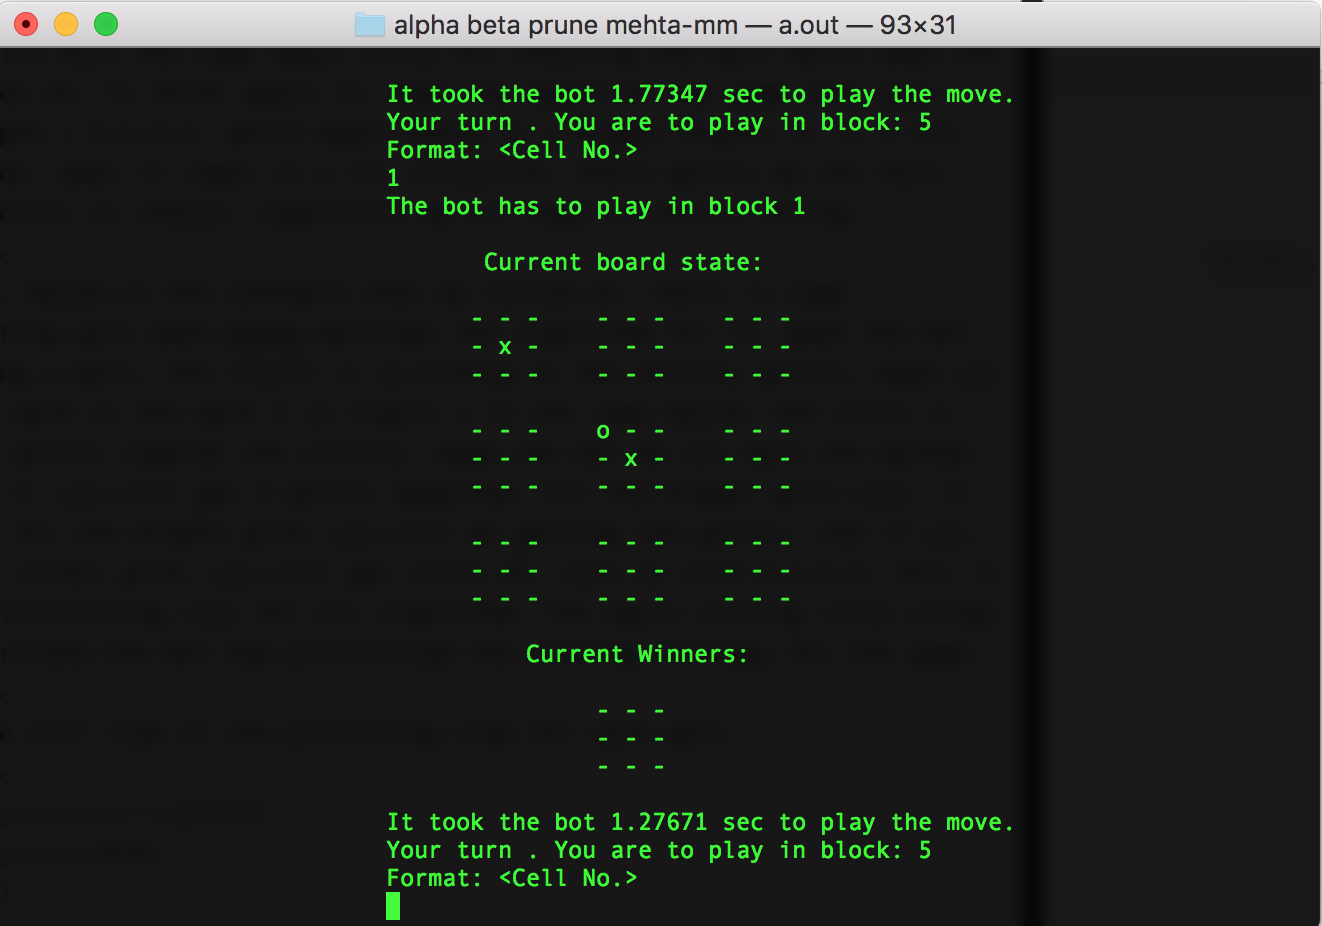 alpha beta prune mehta-mm — a.out — 93×31
It took the bot 1.77347 sec to play the move.
Your turn . You are to play in block: 5
Format: <Cell No.>
1
The bot has to play in block 1
Current board state:
- - - - - - - - -
- x - - - - - - -
- - - - - - - - -
- - - o - - - - -
- - - - x - - - -
- - - - - - - - -
- - - - - - - - -
- - - - - - - - -
- - - - - - - - -
Current Winners:
- - -
- - -
- - -
It took the bot 1.27671 sec to play the move.
Your turn . You are to play in block: 5
Format: <Cell No.>